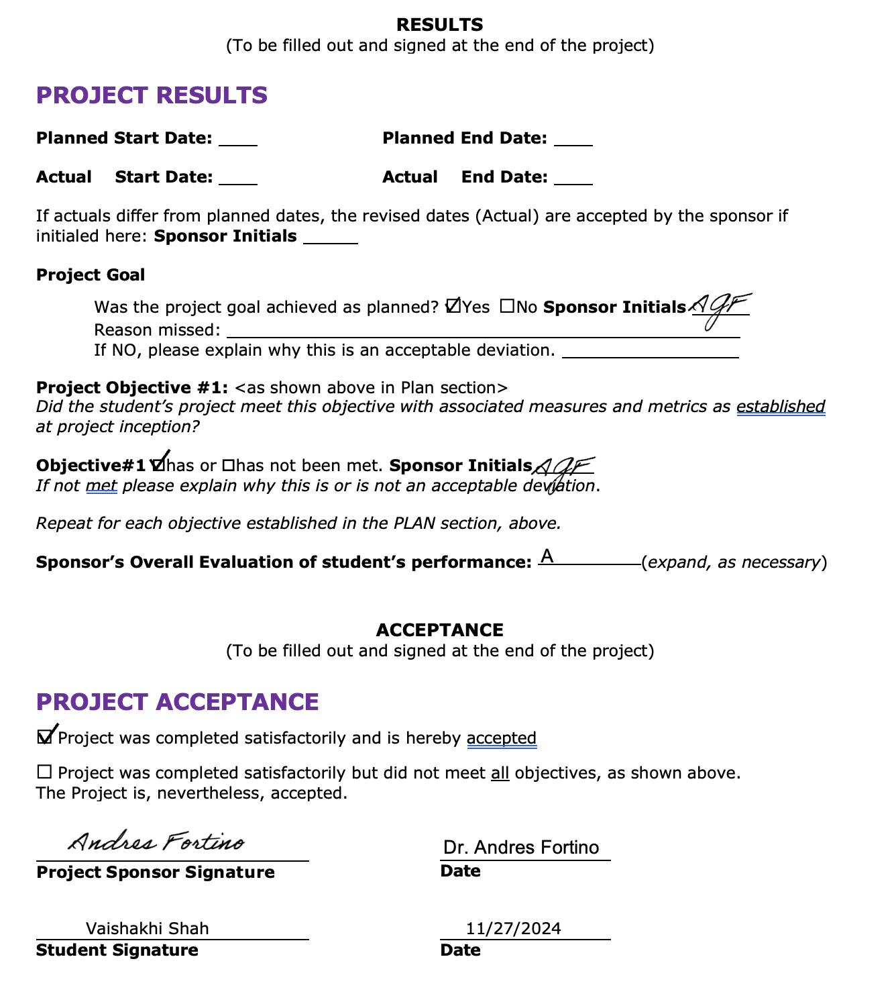 RESULTS
(To be filled out and signed at the end of the project)
PROJECT RESULTS
Planned Start Date: ____ Planned End Date: ____
Actual Start Date: ____ Actual End Date: ____
If actuals differ from planned dates, the revised dates (Actual) are accepted by the sponsor if
initialed here: Sponsor Initials ______
Project Goal
Was the project goal achieved as planned? ☑Yes ☐No Sponsor Initials AGF
Reason missed: ______
If NO, please explain why this is an acceptable deviation. ______
Project Objective #1: <as shown above in Plan section>
Did the student’s project meet this objective with associated measures and metrics as established
at project inception?
Objective#1 ☑has or ☐has not been met. Sponsor Initials AGF
If not met please explain why this is or is not an acceptable deviation.
Repeat for each objective established in the PLAN section, above.
Sponsor’s Overall Evaluation of student’s performance: A (expand, as necessary)
ACCEPTANCE
(To be filled out and signed at the end of the project)
PROJECT ACCEPTANCE
☑ Project was completed satisfactorily and is hereby accepted
☐ Project was completed satisfactorily but did not meet all objectives, as shown above.
The Project is, nevertheless, accepted.
Andres Fortino Dr. Andres Fortino
Project Sponsor Signature Date
Vaishakhi Shah 11/27/2024
Student Signature Date